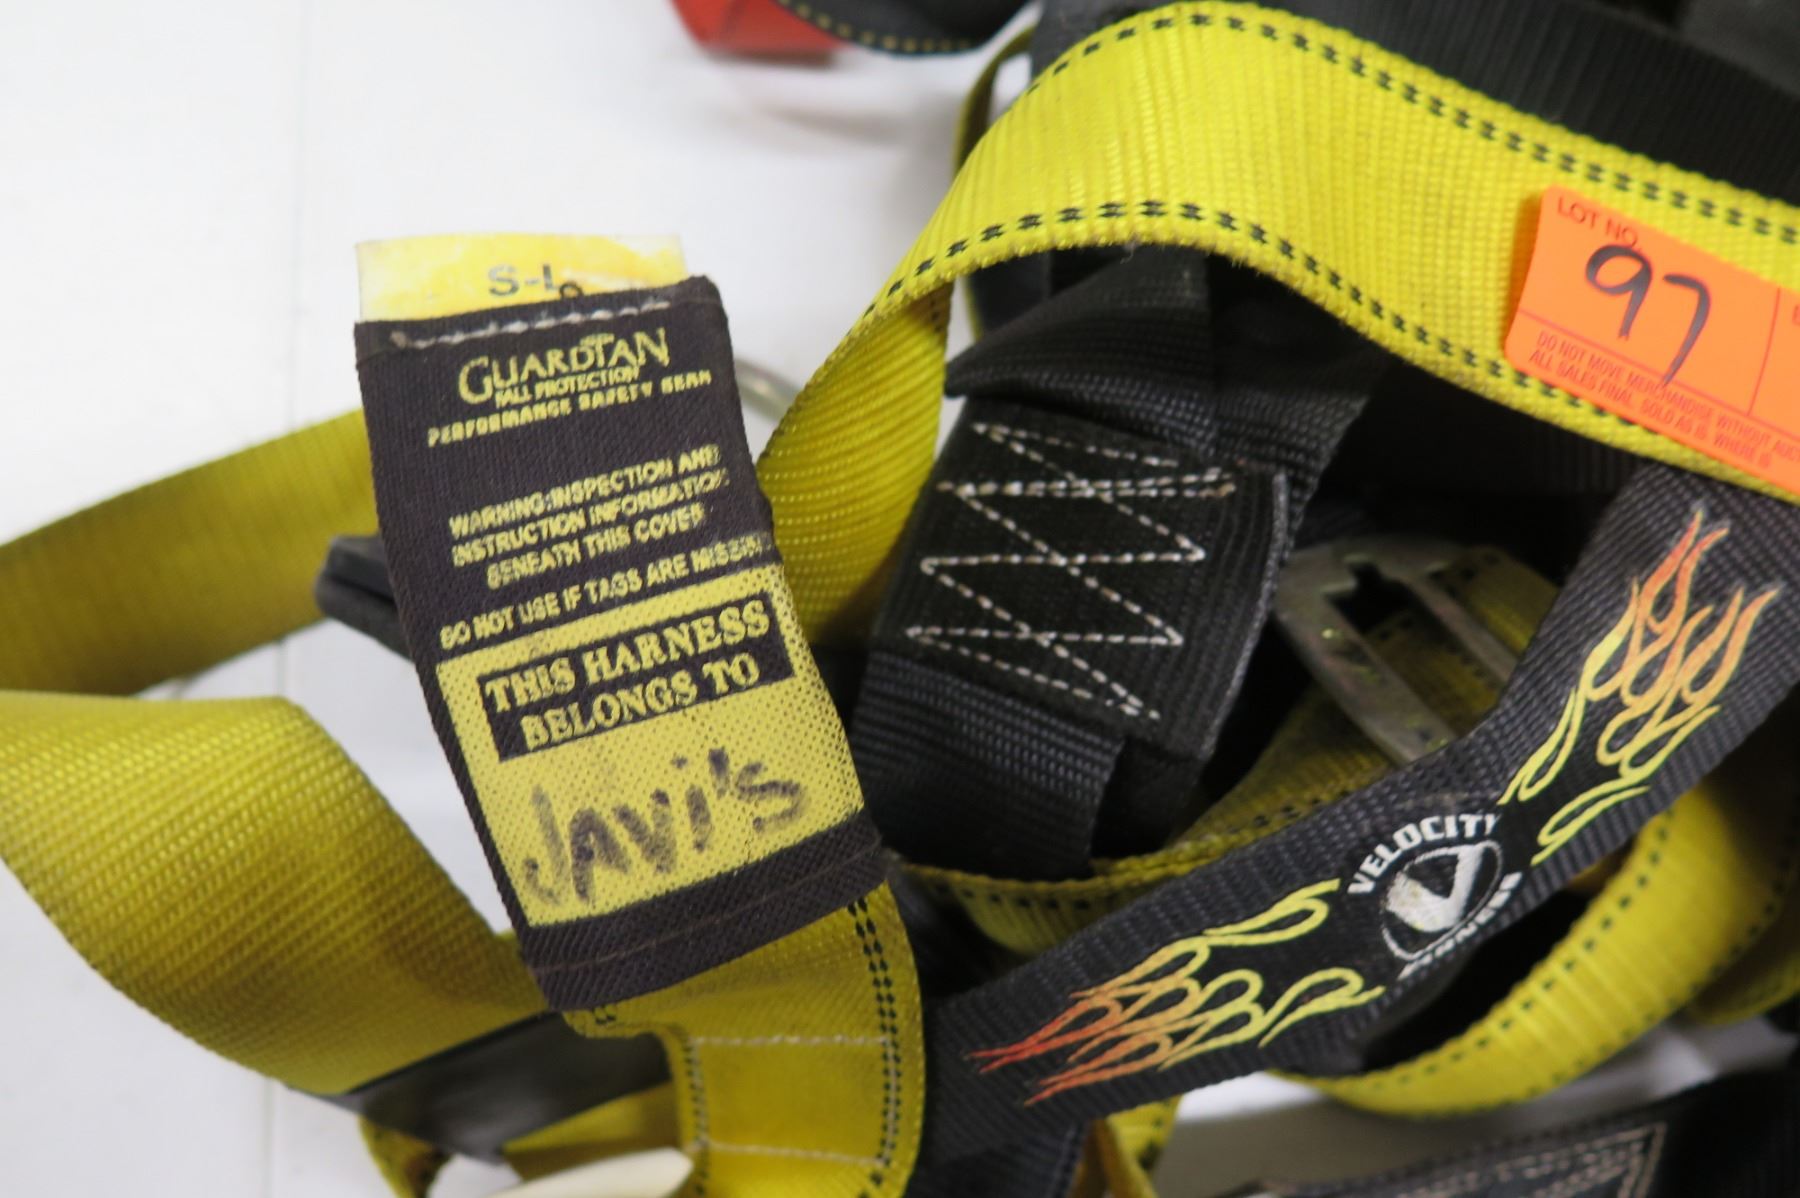 S-L
GUARDIAN
FALL PROTECTION
PERFORMANCE SAFETY GEAR
WARNING:INSPECTION AND
INSTRUCTION INFORMATION
BENEATH THIS COVER
DO NOT USE IF TAGS ARE MISSING
THIS HARNESS
BELONGS TO
JAVi's
LOT NO.
97
DO NOT MOVE MERCHANDISE WITHOUT
ALL SALES FINAL SOLD AS IS WHERE IS
VELOCITY
V